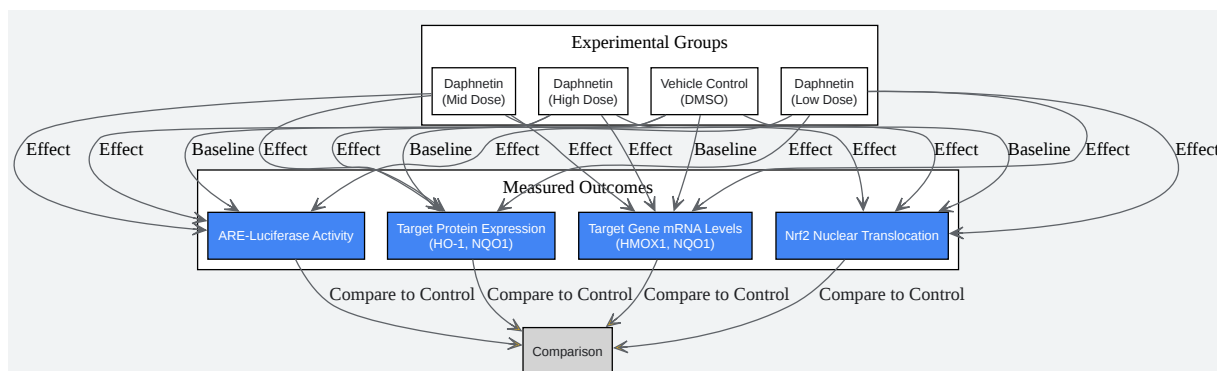 Experimental Groups
Daphnetin
(Mid Dose)
Daphnetin
(High Dose)
Vehicle Control
(DMSO)
Daphnetin
(Low Dose)
Effect
Effect
Baseline
Effect
Effect
Baseline
Effect
Effect
Baseline
Effect
Effect
Effect
Baseline
Effect
Effect
Measured Outcomes
ARE-Luciferase Activity
Target Protein Expression
(HO-1, NQO1)
Target Gene mRNA Levels
(HMOX1, NQO1)
Nrf2 Nuclear Translocation
Compare to Control
Compare to Control
Compare to Control
Compare to Control
Comparison